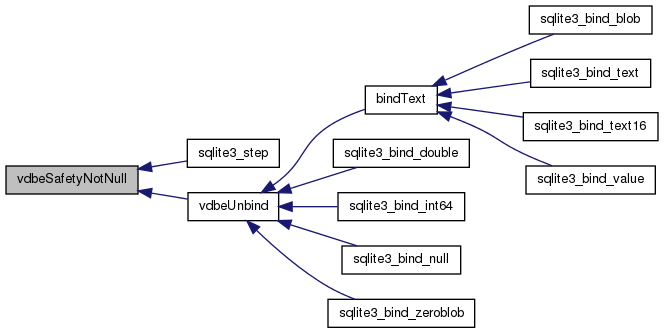 sqlite3_bind_blob
sqlite3_bind_text
bindText
sqlite3_bind_text16
sqlite3_step
sqlite3_bind_double
vdbeSafetyNotNull
sqlite3_bind_value
vdbeUnbind
sqlite3_bind_int64
sqlite3_bind_null
sqlite3_bind_zeroblob